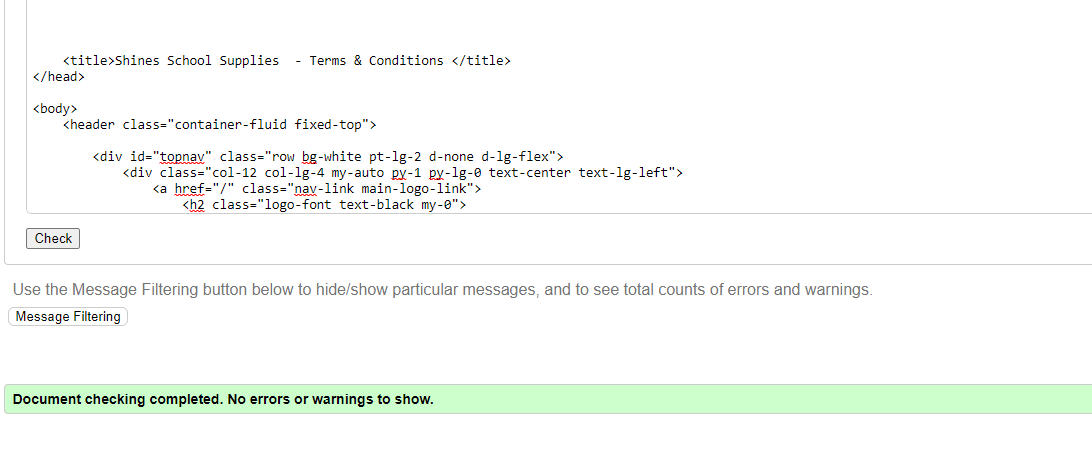 <title>Shines School Supplies  - Terms & Conditions </title>
</head>
<body>
<header class="container-fluid fixed-top">
<div id="topnav" class="row bg-white pt-lg-2 d-none d-lg-flex">
<div class="col-12 col-lg-4 my-auto py-1 py-lg-0 text-center text-lg-left">
<a href="/" class="nav-link main-logo-link">
<h2 class="logo-font text-black my-0">
Check
Use the Message Filtering button below to hide/show particular messages, and to see total counts of errors and warnings.
Message Filtering
Document checking completed. No errors or warnings to show.